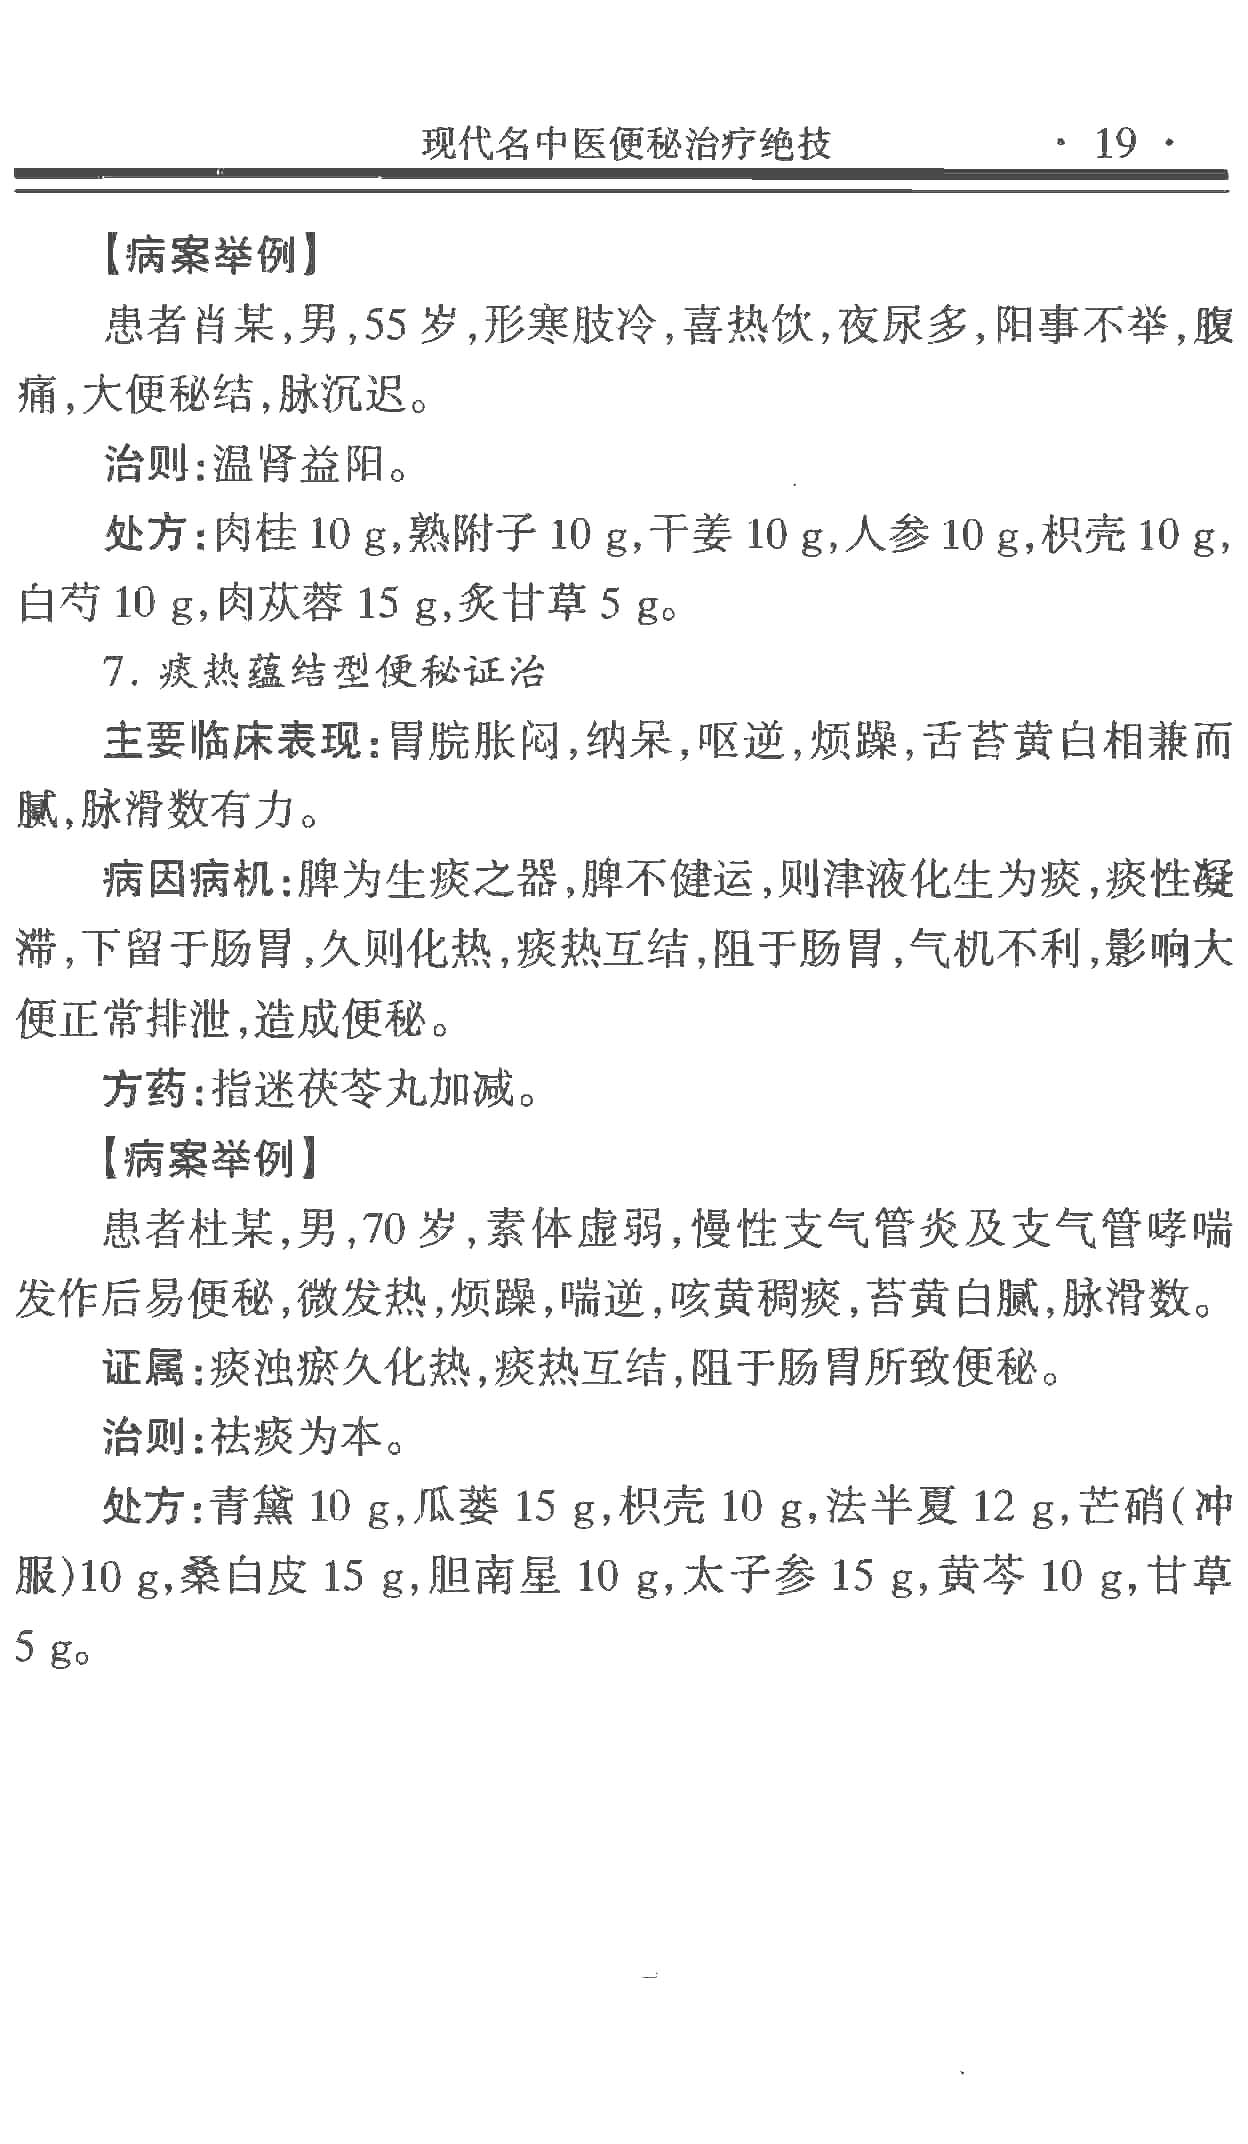 现代名中医便秘治疗绝技 · 19 ·
【病案举例】
患者肖某,男,55 岁,形寒肢冷,喜热饮,夜尿多,阳事不举,腹
痛,大便秘结,脉沉迟。
治则:温肾益阳。
处方:肉桂 10 g,熟附子 10 g,干姜 10 g,人参 10 g,枳壳 10 g,
白芍 10 g,肉苁蓉 15 g,炙甘草 5 g。
7. 痰热蕴结型便秘证治
主要临床表现:胃脘胀闷,纳呆,呕逆,烦躁,舌苔黄白相兼而
腻,脉滑数有力。
病因病机:脾为生痰之器,脾不健运,则津液化生为痰,痰性凝
滞,下留于肠胃,久则化热,痰热互结,阻于肠胃,气机不利,影响大
便正常排泄,造成便秘。
方药:指迷茯苓丸加减。
【病案举例】
患者杜某,男,70 岁,素体虚弱,慢性支气管炎及支气管哮喘
发作后易便秘,微发热,烦躁,喘逆,咳黄稠痰,苔黄白腻,脉滑数。
证属:痰浊瘀久化热,痰热互结,阻于肠胃所致便秘。
治则:祛痰为本。
处方:青黛 10 g,瓜蒌 15 g,枳壳 10 g,法半夏 12 g,芒硝(冲
服)10 g,桑白皮 15 g,胆南星 10 g,太子参 15 g,黄芩 10 g,甘草
5 g。